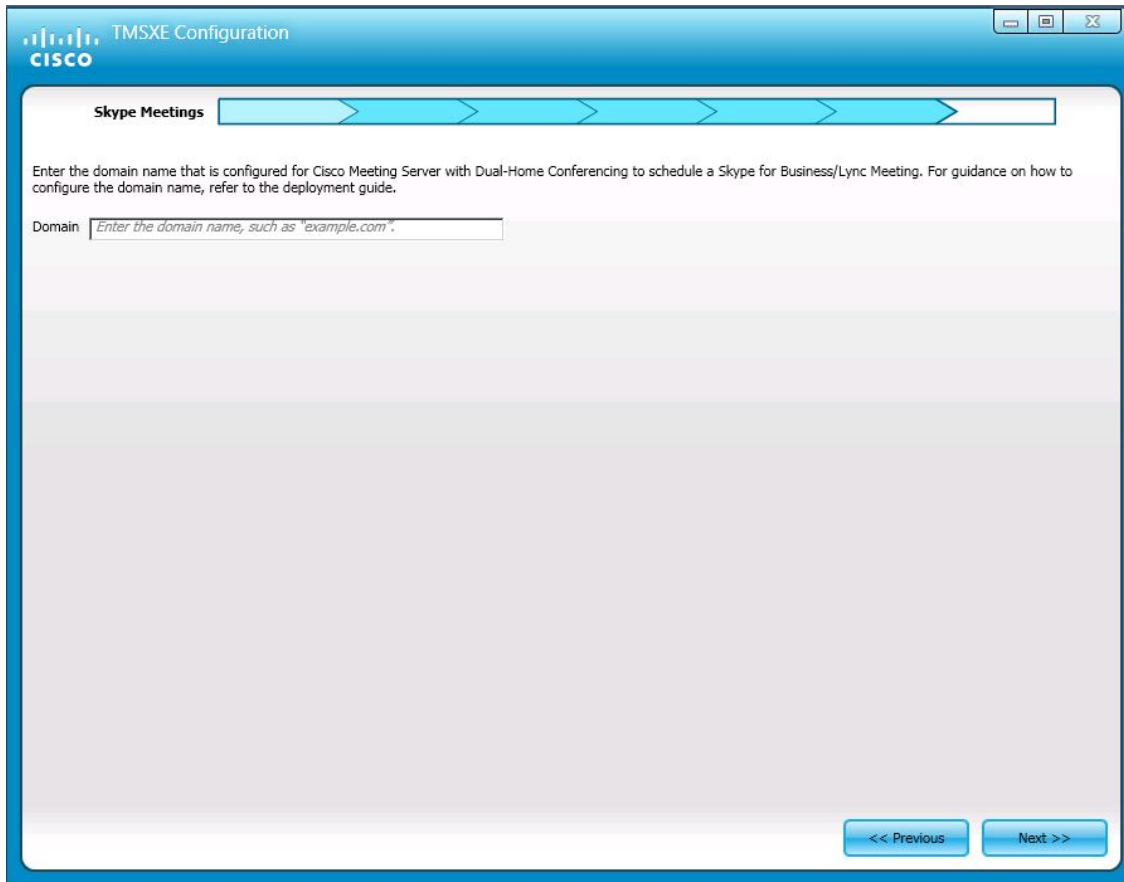 TMSXE Configuration
CISCO
Skype Meetings
Enter the domain name that is configured for Cisco Meeting Server with Dual-Home Conferencing to schedule a Skype for Business/Lync Meeting. For guidance on how to
configure the domain name, refer to the deployment guide.
Domain Enter the domain name, such as "example.com".
<< Previous Next >>